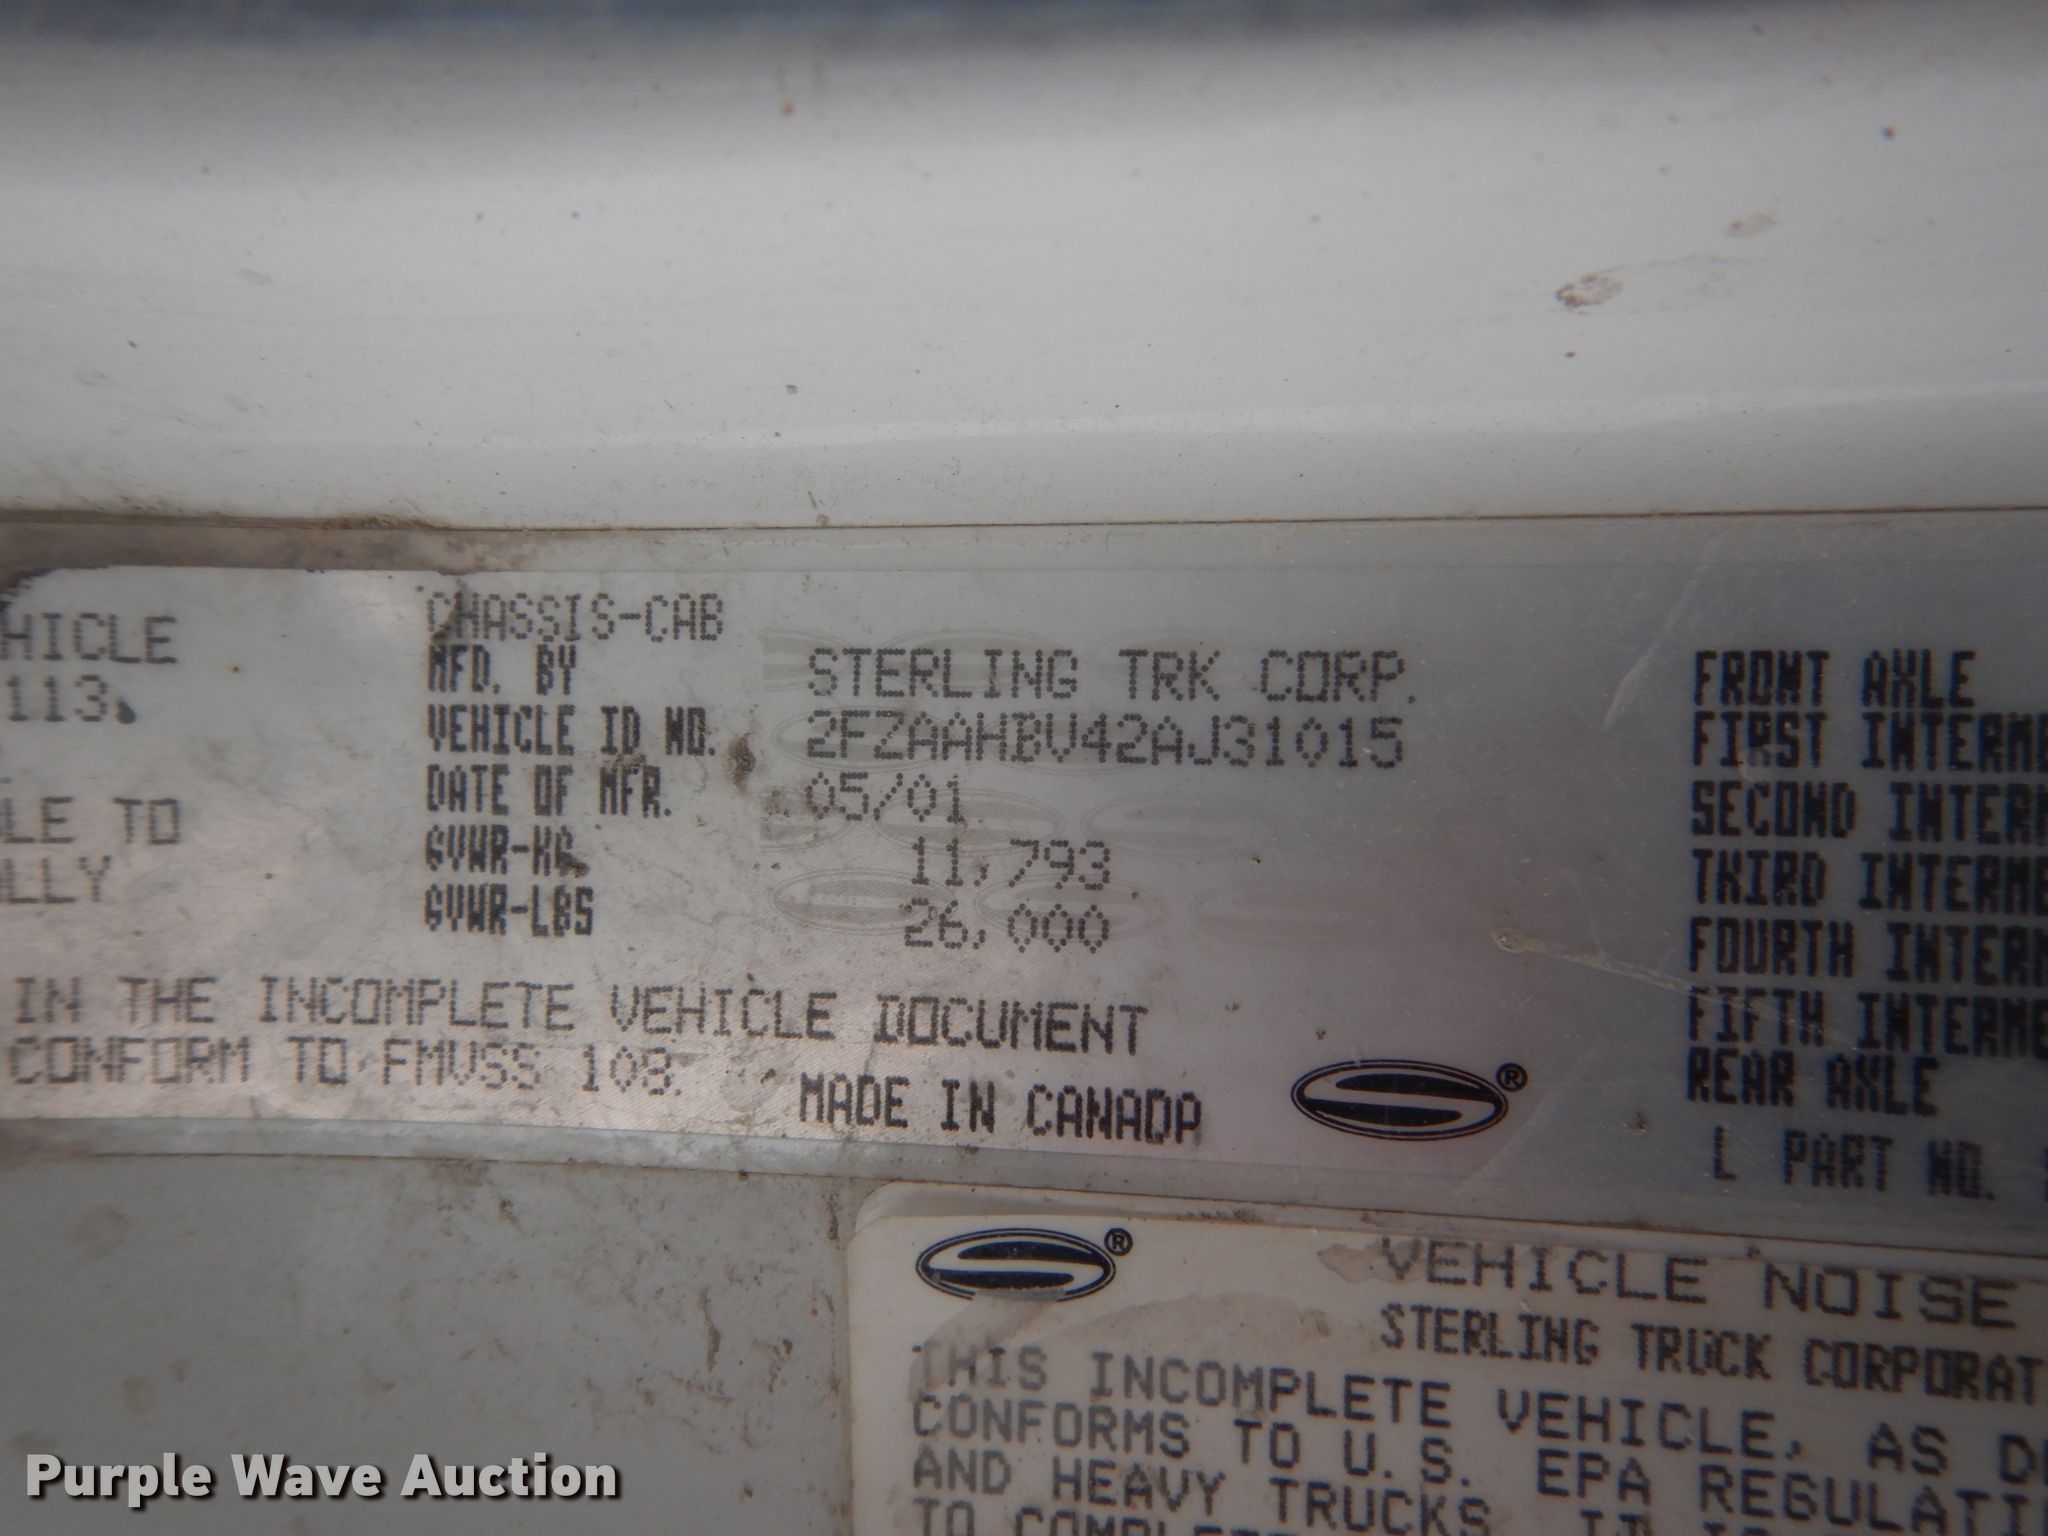 HICLE
113.
LE TO
LLY
CHASSIS-CAB
MFD. BY STERLING TRK CORP.
VEHICLE ID NO. 2FZAAHBV42AJ31015
DATE OF MFR. 05/01
GVWR-KG 11,793
GVWR-LBS 26,000
IN THE INCOMPLETE VEHICLE DOCUMENT
CONFORM TO FMVSS 108.
MADE IN CANADA
®
FRONT AXLE
FIRST INTERME
SECOND INTERM
THIRD INTERME
FOURTH INTERM
FIFTH INTERME
REAR AXLE
L PART NO.
®
VEHICLE NOISE
STERLING TRUCK CORPORAT
THIS INCOMPLETE VEHICLE, AS D
CONFORMS TO U.S. EPA REGULATI
AND HEAVY TRUCKS.
Purple Wave Auction